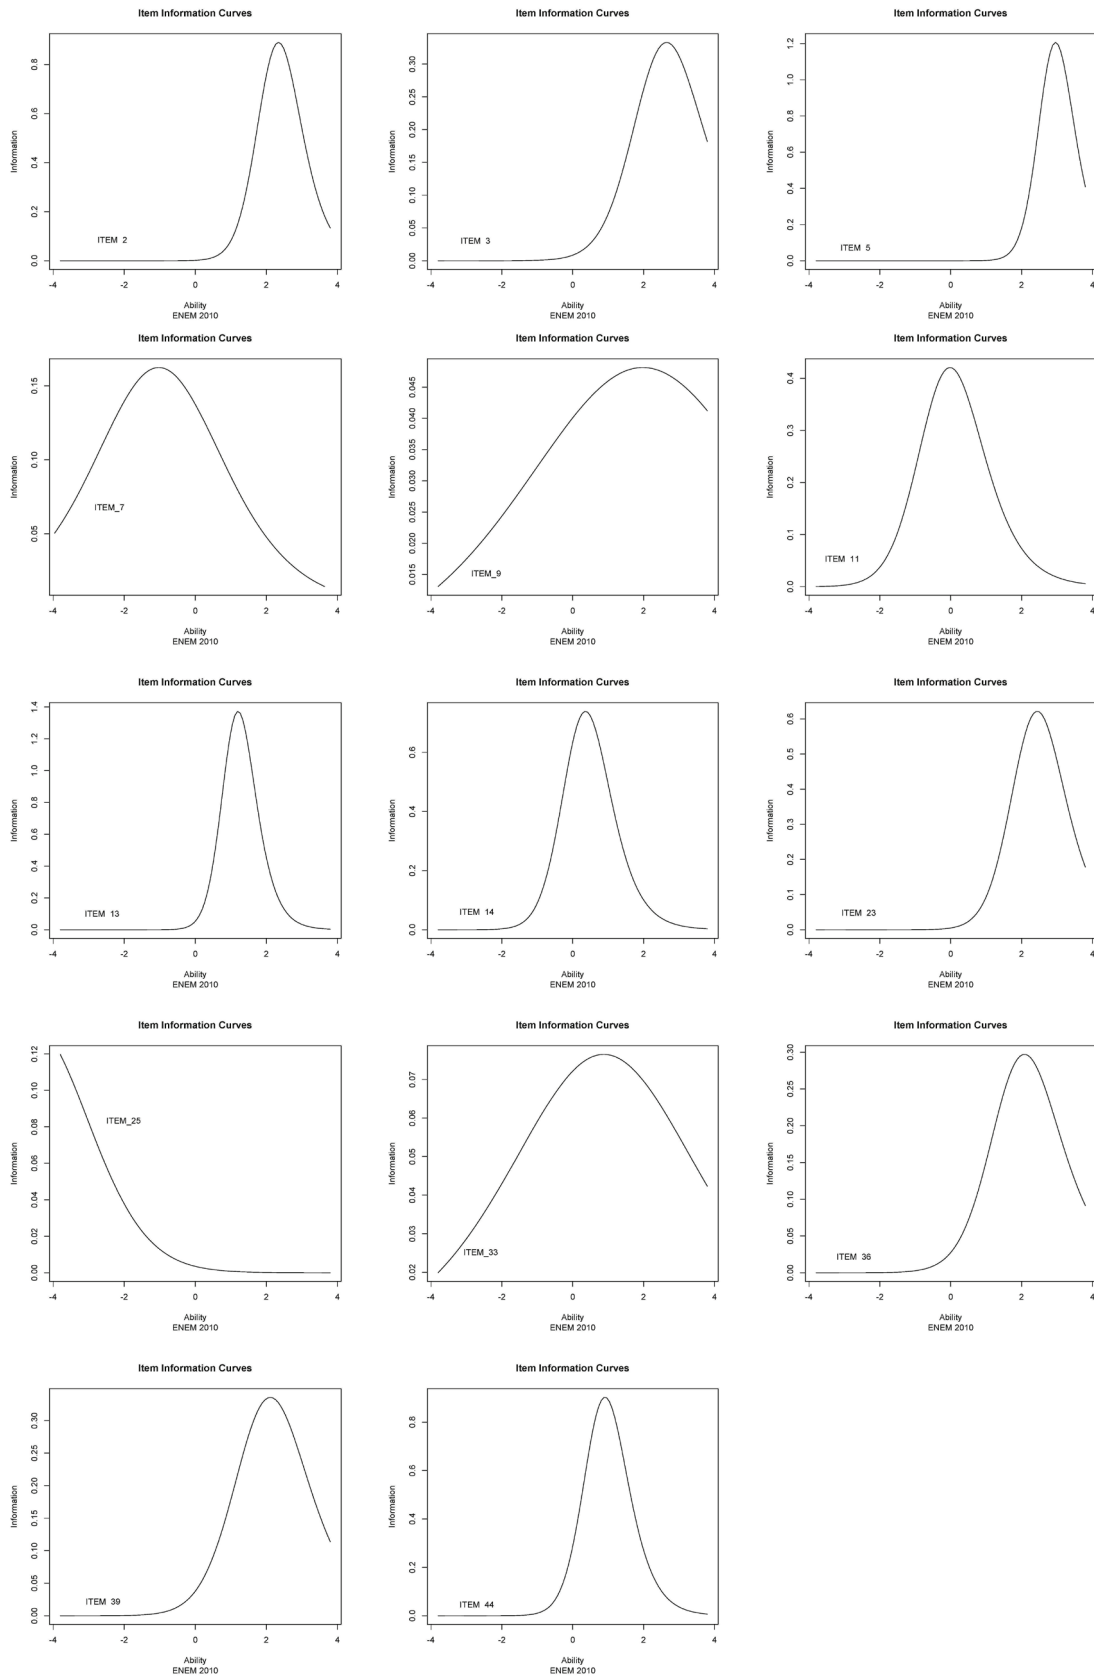 Item Information Curves
Information
0.8
0.6
0.4
0.2
0.0
ITEM 2
-4 -2 0 2 4
Ability
ENEM 2010
Item Information Curves
Information
0.30
0.25
0.20
0.15
0.10
0.05
0.00
ITEM 3
-4 -2 0 2 4
Ability
ENEM 2010
Item Information Curves
Information
1.2
1.0
0.8
0.6
0.4
0.2
0.0
ITEM 5
-4 -2 0 2 4
Ability
ENEM 2010
Item Information Curves
Information
0.15
0.10
0.05
ITEM_7
-4 -2 0 2 4
Ability
ENEM 2010
Item Information Curves
Information
0.045
0.040
0.035
0.030
0.025
0.020
0.015
ITEM_9
-4 -2 0 2 4
Ability
ENEM 2010
Item Information Curves
Information
0.4
0.3
0.2
0.1
0.0
ITEM 11
-4 -2 0 2 4
Ability
ENEM 2010
Item Information Curves
Information
1.4
1.2
1.0
0.8
0.6
0.4
0.2
0.0
ITEM 13
-4 -2 0 2 4
Ability
ENEM 2010
Item Information Curves
Information
0.6
0.4
0.2
0.0
ITEM 14
-4 -2 0 2 4
Ability
ENEM 2010
Item Information Curves
Information
0.6
0.5
0.4
0.3
0.2
0.1
0.0
ITEM 23
-4 -2 0 2 4
Ability
ENEM 2010
Item Information Curves
Information
0.12
0.10
0.08
0.06
0.04
0.02
0.00
ITEM_25
-4 -2 0 2 4
Ability
ENEM 2010
Item Information Curves
Information
0.07
0.06
0.05
0.04
0.03
0.02
ITEM_33
-4 -2 0 2 4
Ability
ENEM 2010
Item Information Curves
Information
0.30
0.25
0.20
0.15
0.10
0.05
0.00
ITEM 36
-4 -2 0 2 4
Ability
ENEM 2010
Item Information Curves
Information
0.30
0.25
0.20
0.15
0.10
0.05
0.00
ITEM 39
-4 -2 0 2 4
Ability
ENEM 2010
Item Information Curves
Information
0.8
0.6
0.4
0.2
0.0
ITEM 44
-4 -2 0 2 4
Ability
ENEM 2010